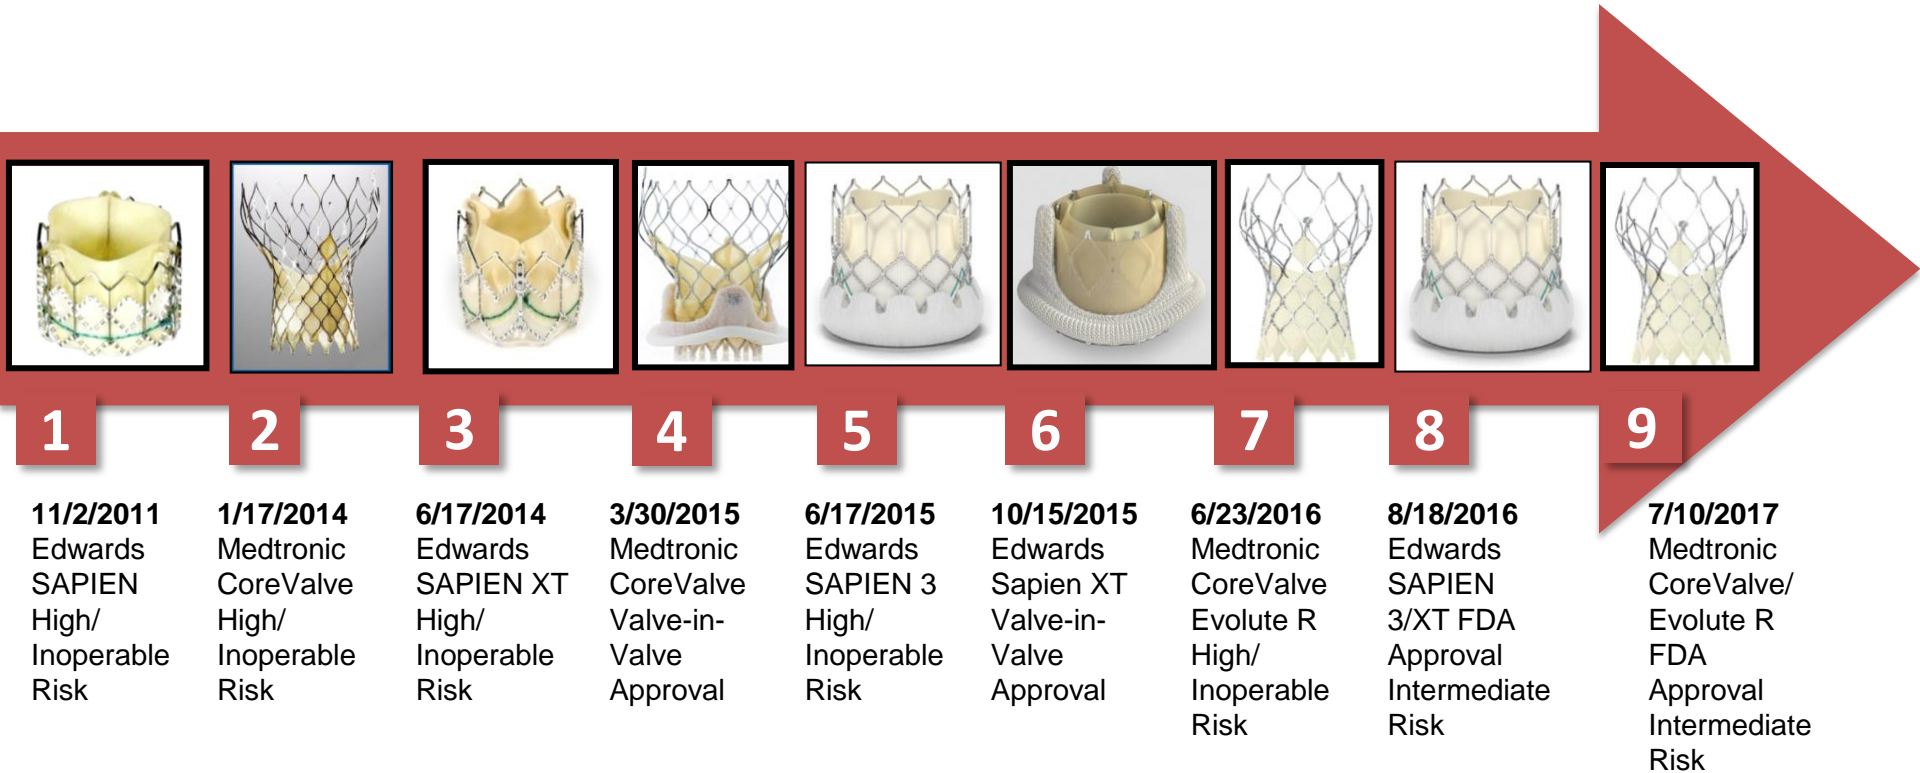 1
2
3
4
5
6
7
8
9
11/2/2011
Edwards
SAPIEN
High/
Inoperable
Risk
1/17/2014
Medtronic
CoreValve
High/
Inoperable
Risk
6/17/2014
Edwards
SAPIEN XT
High/
Inoperable
Risk
3/30/2015
Medtronic
CoreValve
Valve-in-
Valve
Approval
6/17/2015
Edwards
SAPIEN 3
High/
Inoperable
Risk
10/15/2015
Edwards
Sapien XT
Valve-in-
Valve
Approval
6/23/2016
Medtronic
CoreValve
Evolute R
High/
Inoperable
Risk
8/18/2016
Edwards
SAPIEN
3/XT FDA
Approval
Intermediate
Risk
7/10/2017
Medtronic
CoreValve/
Evolute R
FDA
Approval
Intermediate
Risk